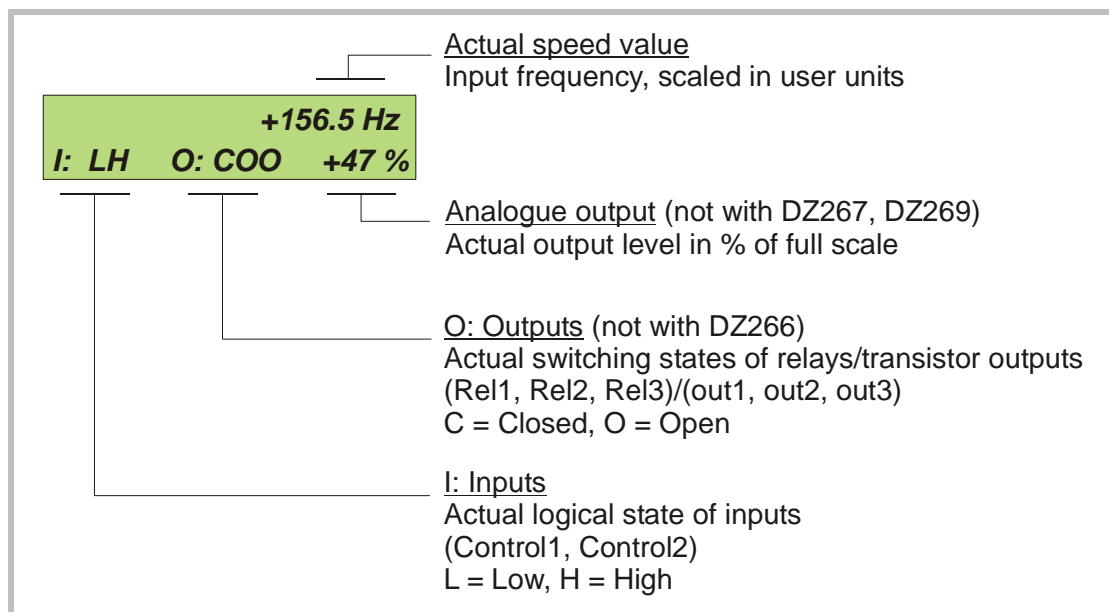 Actual speed value
Input frequency, scaled in user units
+156.5 Hz
I: LH O: COO +47 %
Analogue output (not with DZ267, DZ269)
Actual output level in % of full scale
O: Outputs (not with DZ266)
Actual switching states of relays/transistor outputs
(Rel1, Rel2, Rel3)/(out1, out2, out3)
C = Closed, O = Open
I: Inputs
Actual logical state of inputs
(Control1, Control2)
L = Low, H = High